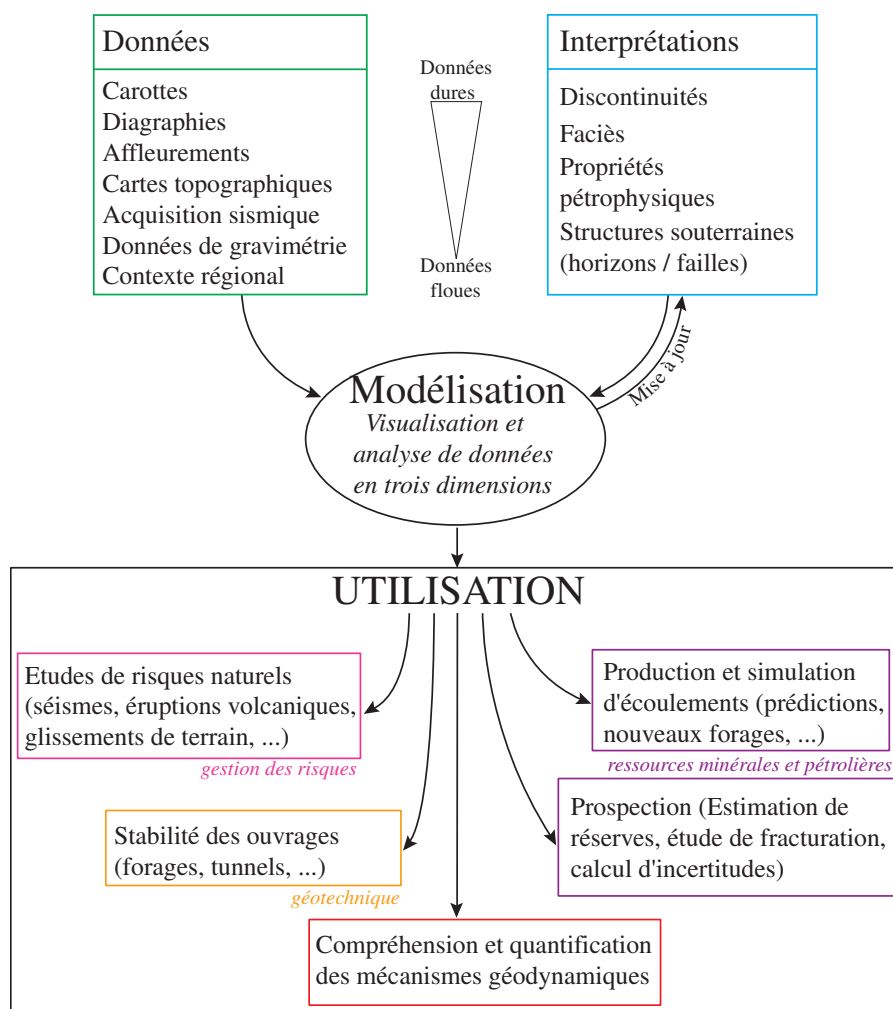 Données
Carottes
Diagraphies
Affleurements
Cartes topographiques
Acquisition sismique
Données de gravimétrie
Contexte régional
Données
dures
Données
floues
Interprétations
Discontinuités
Faciès
Propriétés
pétrophysiques
Structures souterraines
(horizons / failles)
Mise à jour
Modélisation
Visualisation et
analyse de données
en trois dimensions
UTILISATION
Etudes de risques naturels
(séismes, éruptions volcaniques,
glissements de terrain, ...)
gestion des risques
Production et simulation
d'écoulements (prédictions,
nouveaux forages, ...)
ressources minérales et pétrolières
Stabilité des ouvrages
(forages, tunnels, ...)
géotechnique
Prospection (Estimation de
réserves, étude de fracturation,
calcul d'incertitudes)
Compréhension et quantification
des mécanismes géodynamiques